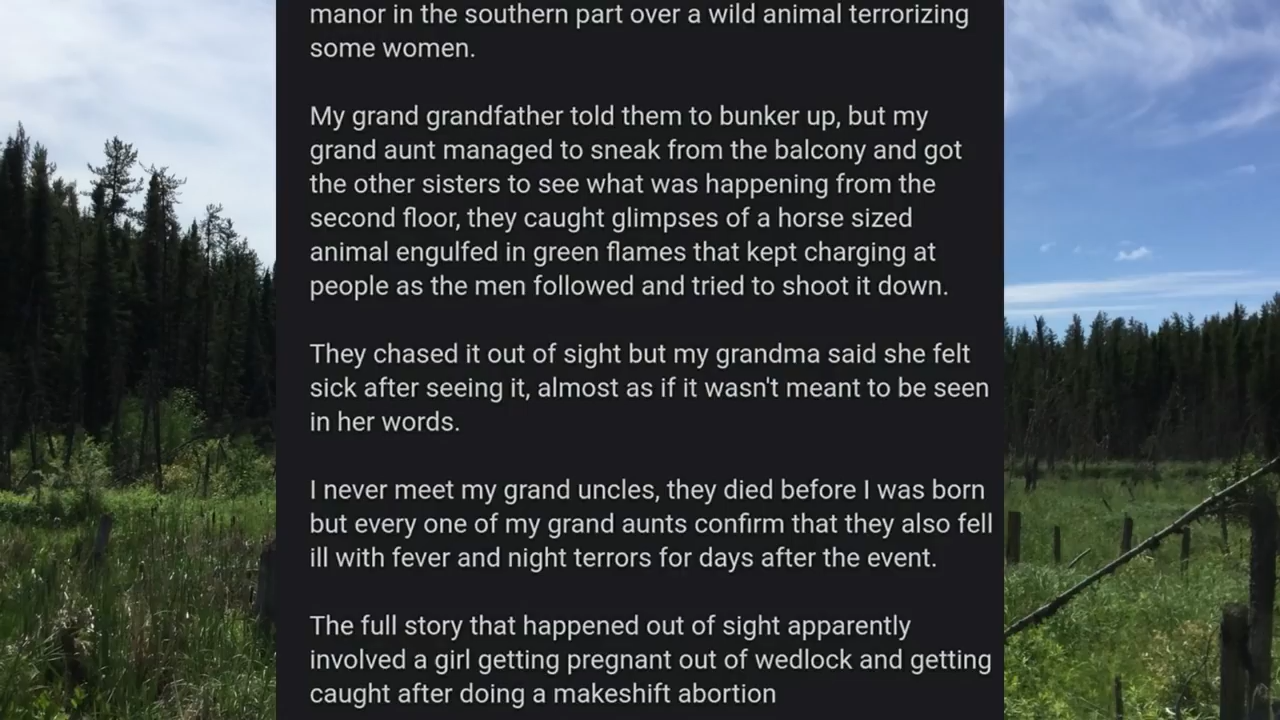 manor in the southern part over a wild animal terrorizing
some women.
My grand grandfather told them to bunker up, but my
grand aunt managed to sneak from the balcony and got
the other sisters to see what was happening from the
second floor, they caught glimpses of a horse sized
animal engulfed in green flames that kept charging at
people as the men followed and tried to shoot it down.
They chased it out of sight but my grandma said she felt
sick after seeing it, almost as if it wasn't meant to be seen
in her words.
I never meet my grand uncles, they died before I was born
but every one of my grand aunts confirm that they also fell
ill with fever and night terrors for days after the event.
The full story that happened out of sight apparently
involved a girl getting pregnant out of wedlock and getting
caught after doing a makeshift abortion